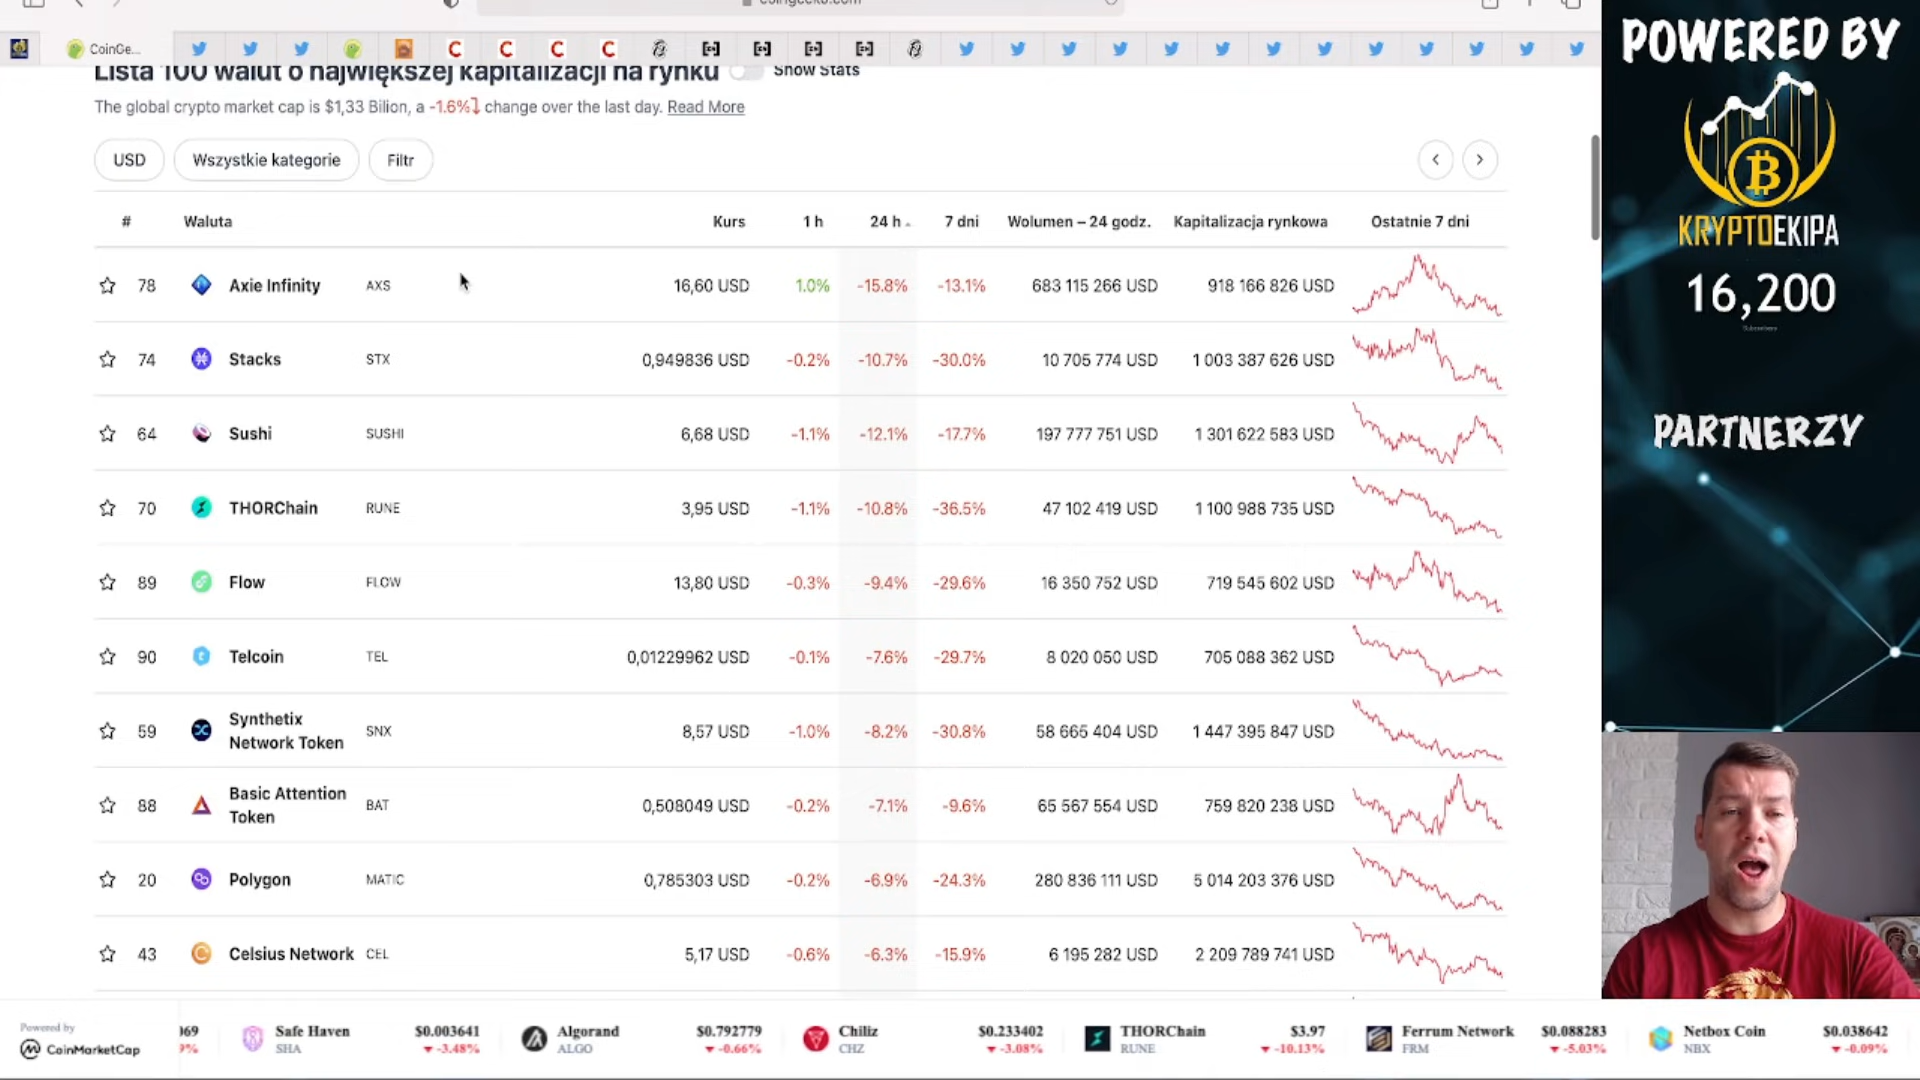 CoinGe...
Lista 100 walut o największej kapitalizacji na rynku
Show Stats
The global crypto market cap is $1,33 Bilion, a -1.6% change over the last day. Read More
USD Wszystkie kategorie Filtr
# Waluta Kurs 1 h 24 h 7 dni Wolumen – 24 godz. Kapitalizacja rynkowa Ostatnie 7 dni
78 Axie Infinity AXS 16,60 USD 1.0% -15.8% -13.1% 683 115 266 USD 918 166 826 USD
74 Stacks STX 0,949836 USD -0.2% -10.7% -30.0% 10 705 774 USD 1 003 387 626 USD
64 Sushi SUSHI 6,68 USD -1.1% -12.1% -17.7% 197 777 751 USD 1 301 622 583 USD
70 THORChain RUNE 3,95 USD -1.1% -10.8% -36.5% 47 102 419 USD 1 100 988 735 USD
89 Flow FLOW 13,80 USD -0.3% -9.4% -29.6% 16 350 752 USD 719 545 602 USD
90 Telcoin TEL 0,01229962 USD -0.1% -7.6% -29.7% 8 020 050 USD 705 088 362 USD
59 Synthetix Network Token SNX 8,57 USD -1.0% -8.2% -30.8% 58 665 404 USD 1 447 395 847 USD
88 Basic Attention Token BAT 0,508049 USD -0.2% -7.1% -9.6% 65 567 554 USD 759 820 238 USD
20 Polygon MATIC 0,785303 USD -0.2% -6.9% -24.3% 280 836 111 USD 5 014 203 376 USD
43 Celsius Network CEL 5,17 USD -0.6% -6.3% -15.9% 6 195 282 USD 2 209 789 741 USD
POWERED BY
KRYPTOEKIPA
16,200
Subscribers
PARTNERZY
Powered by
CoinMarketCap
069
9%
Safe Haven $0.003641
SHA -3.48%
Algorand $0.792779
ALGO -0.66%
Chiliz $0.233402
CHZ -3.08%
THORChain $3.97
RUNE -10.13%
Ferrum Network $0.088283
FRM -5.03%
Netbox Coin $0.038642
NBX -0.09%